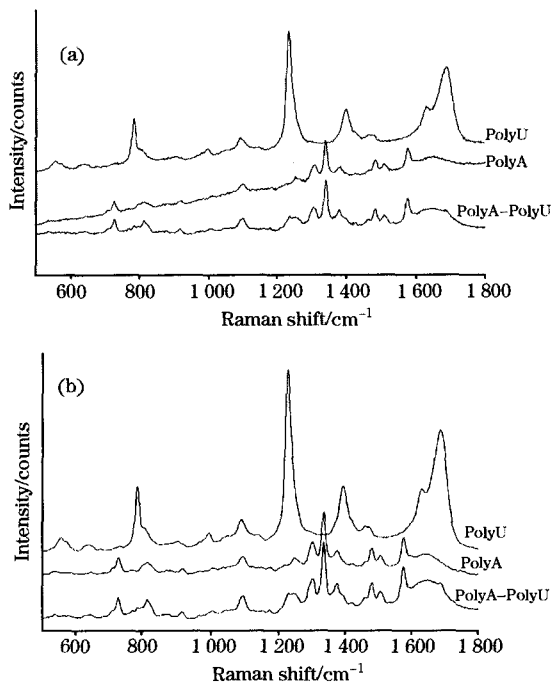 (a)
Intensity/counts
PolyU
PolyA
PolyA–PolyU
600 800 1 000 1 200 1 400 1 600 1 800
Raman shift/cm⁻¹
(b)
Intensity/counts
PolyU
PolyA
PolyA–PolyU
600 800 1 000 1 200 1 400 1 600 1 800
Raman shift/cm⁻¹